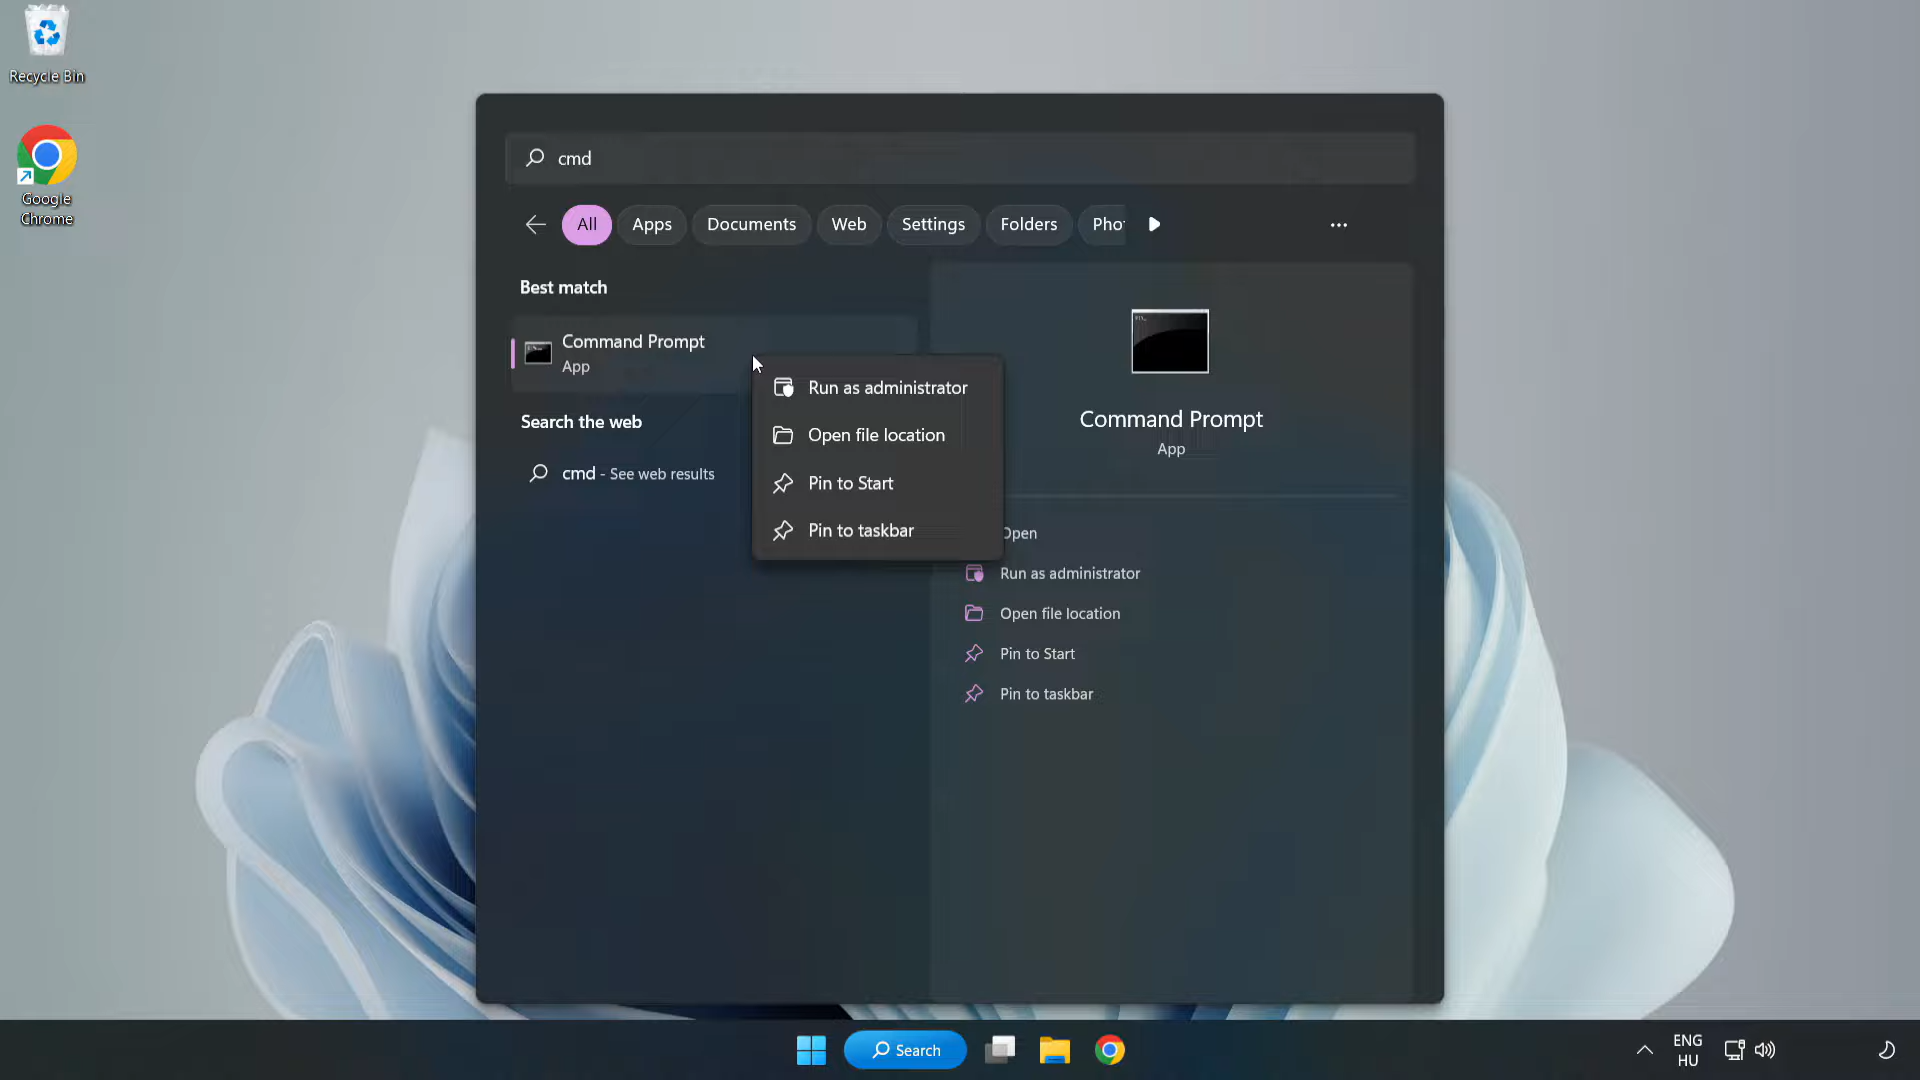 Recycle Bin
Google
Chrome
cmd
All
Apps
Documents
Web
Settings
Folders
Pho
Best match
Command Prompt
App
Search the web
cmd - See web results
Run as administrator
Open file location
Pin to Start
Pin to taskbar
Command Prompt
App
Open
Run as administrator
Open file location
Pin to Start
Pin to taskbar
Search
ENG
HU